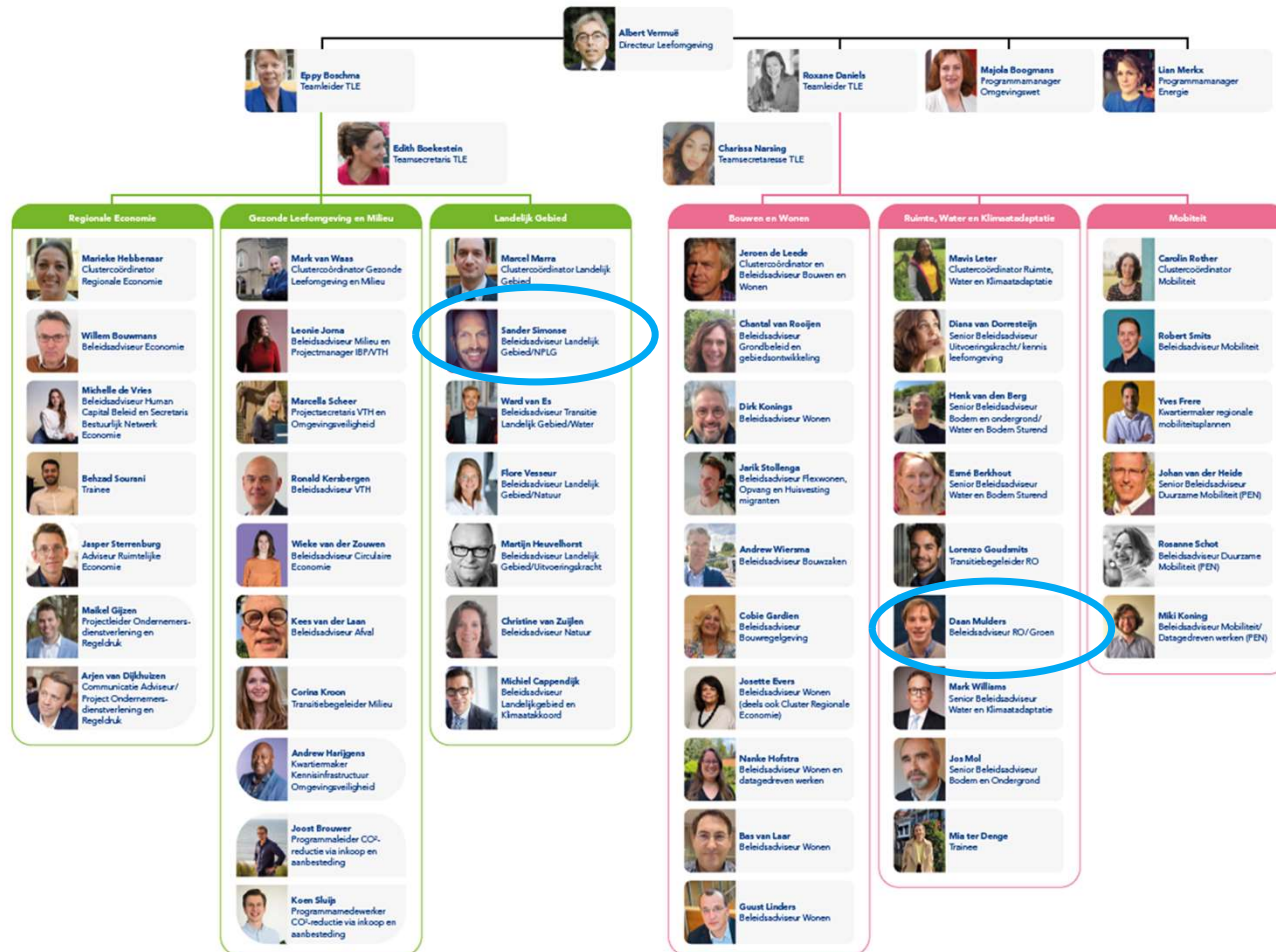 Albert Vermuë
Directeur Leefomgeving
Eppy Boschma
Teamleider TLE
Roxane Daniels
Teamleider TLE
Majola Boogmans
Programmamanager
Omgevingswet
Lian Merkx
Programmamanager
Energie
Edith Boekestein
Teamsecretaris TLE
Charissa Narsing
Teamsecretaresse TLE
Regionale Economie
Marieke Hebbenaar
Clustercoördinator
Regionale Economie
Willem Bouwmans
Beleidsadviseur Economie
Michelle de Vries
Beleidsadviseur Human
Capital Beleid en Secretaris
Bestuurlijk Netwerk
Economie
Behzad Sourani
Trainee
Jasper Sterrenburg
Adviseur Ruimtelijke
Economie
Maikel Gijzen
Projectleider Ondernemers-
dienstverlening en
Regeldruk
Arjen van Dijkhuizen
Communicatie Adviseur/
Project Ondernemers-
dienstverlening en
Regeldruk
Gezonde Leefomgeving en Milieu
Mark van Waas
Clustercoördinator Gezonde
Leefomgeving en Milieu
Leonie Jorna
Beleidsadviseur Milieu en
Projectmanager IBP/VTH
Marcella Scheer
Projectsecretaris VTH en
Omgevingsveiligheid
Ronald Kersbergen
Beleidsadviseur VTH
Wieke van der Zouwen
Beleidsadviseur Circulaire
Economie
Kees van der Laan
Beleidsadviseur Afval
Corina Kroon
Transitiebegeleider Milieu
Andrew Harijgens
Kwartiermaker
Kennisinfrastructuur
Omgevingsveiligheid
Joost Brouwer
Programmaleider CO²-
reductie via inkoop en
aanbesteding
Koen Sluijs
Programmamedewerker
CO²-reductie via inkoop en
aanbesteding
Landelijk Gebied
Marcel Marra
Clustercoördinator Landelijk
Gebied
Sander Simonse
Beleidsadviseur Landelijk
Gebied/NPLG
Ward van Es
Beleidsadviseur Transitie
Landelijk Gebied/Water
Flore Vesseur
Beleidsadviseur Landelijk
Gebied/Natuur
Martijn Heuvelhorst
Beleidsadviseur Landelijk
Gebied/Uitvoeringskracht
Christine van Zuijlen
Beleidsadviseur Natuur
Michiel Cappendijk
Beleidsadviseur
Landelijkgebied en
Klimaatakkoord
Bouwen en Wonen
Jeroen de Leede
Clustercoördinator en
Beleidsadviseur Bouwen en
Wonen
Chantal van Rooijen
Beleidsadviseur
Grondbeleid en
gebiedsontwikkeling
Dirk Konings
Beleidsadviseur Wonen
Jarik Stollenga
Beleidsadviseur Flexwonen,
Opvang en Huisvesting
migranten
Andrew Wiersma
Beleidsadviseur Bouwzaken
Cobie Gardien
Beleidsadviseur
Bouwregelgeving
Josette Evers
Beleidsadviseur Wonen
(deels ook Cluster Regionale
Economie)
Nanke Hofstra
Beleidsadviseur Wonen en
datagedreven werken
Bas van Laar
Beleidsadviseur Wonen
Guust Linders
Beleidsadviseur Wonen
Ruimte, Water en Klimaatadaptatie
Mavis Leter
Clustercoördinator Ruimte,
Water en Klimaatadaptatie
Diana van Dorresteijn
Senior Beleidsadviseur
Uitvoeringskracht/ kennis
leefomgeving
Henk van den Berg
Senior Beleidsadviseur
Bodem en ondergrond/
Water en Bodem Sturend
Esmé Berkhout
Senior Beleidsadviseur
Water en Bodem Sturend
Lorenzo Goudsmits
Transitiebegeleider RO
Daan Mulders
Beleidsadviseur RO/Groen
Mark Williams
Senior Beleidsadviseur
Water en Klimaatadaptatie
Jos Mol
Senior Beleidsadviseur
Bodem en Ondergrond
Mia ter Denge
Trainee
Mobiteit
Carolin Rother
Clustercoördinator
Mobiteit
Robert Smits
Beleidsadviseur Mobiteit
Yves Frere
Kwartiermaker regionale
mobiliteitsplannen
Johan van der Heide
Senior Beleidsadviseur
Duurzame Mobiliteit (PEN)
Rosanne Schot
Beleidsadviseur Duurzame
Mobiliteit (PEN)
Miki Koning
Beleidsadviseur Mobiteit/
Datagedreven werken (PEN)